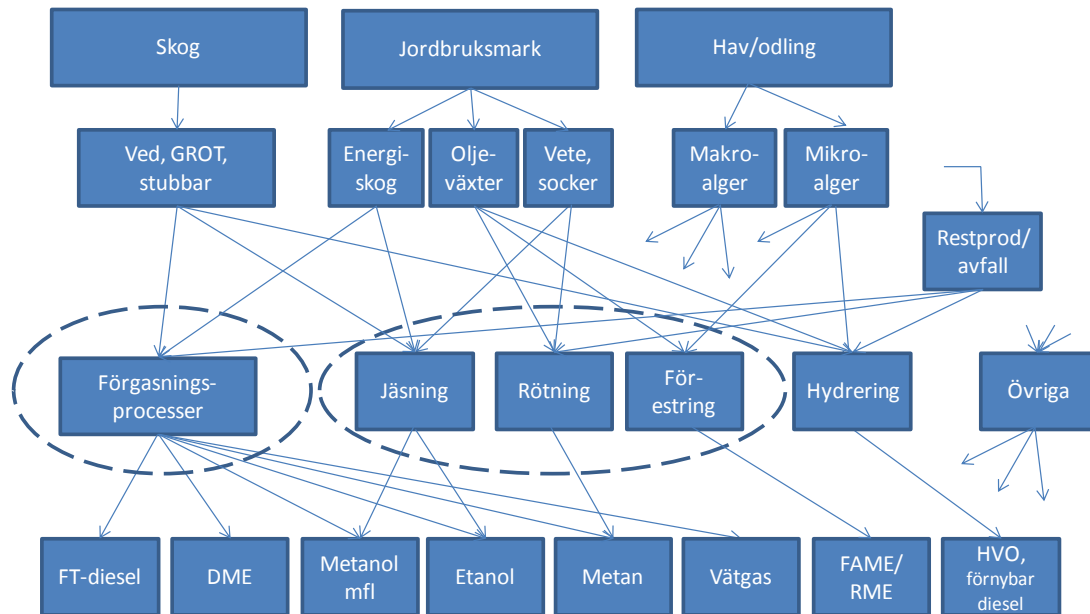 Skog
Jordbruksmark
Hav/odling
Ved, GROT,
stubbar
Energi-
skog
Olje-
växter
Vete,
socker
Makro-
alger
Mikro-
alger
Restprod/
avfall
Förgasnings-
processer
Jäsning
Rötning
För-
estring
Hydrering
Övriga
FT-diesel
DME
Metanol
mfl
Etanol
Metan
Vätgas
FAME/
RME
HVO,
förnybar
diesel